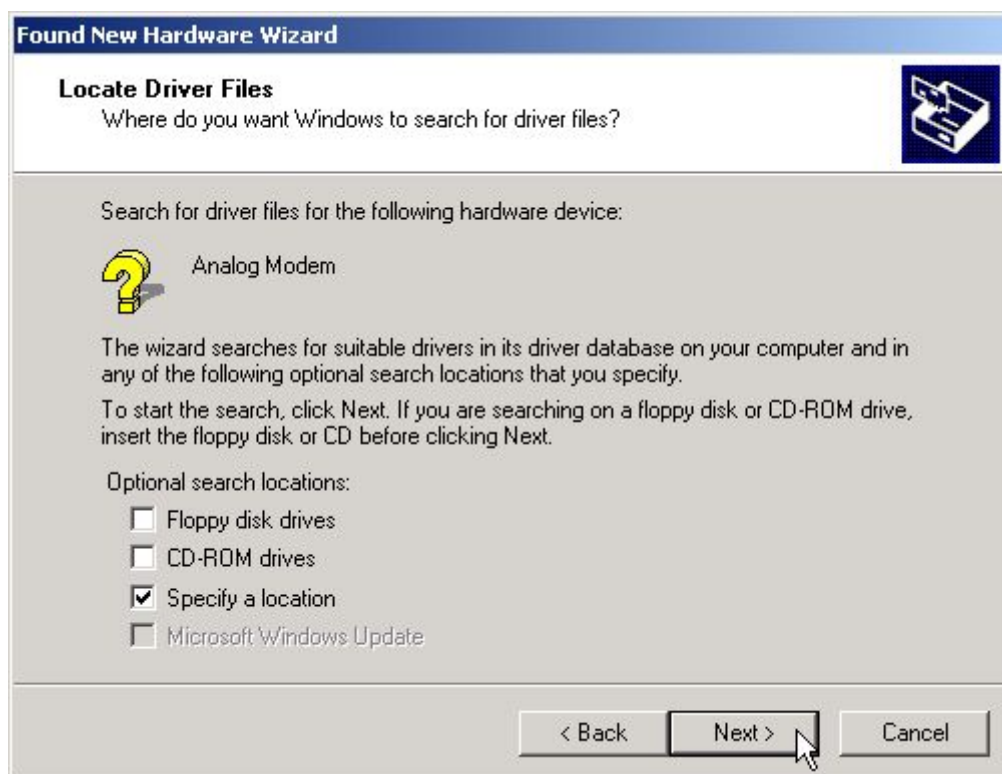 Found New Hardware Wizard
Locate Driver Files
Where do you want Windows to search for driver files?
Search for driver files for the following hardware device:
Analog Modem
The wizard searches for suitable drivers in its driver database on your computer and in
any of the following optional search locations that you specify.
To start the search, click Next. If you are searching on a floppy disk or CD-ROM drive,
insert the floppy disk or CD before clicking Next.
Optional search locations:
Floppy disk drives
CD-ROM drives
Specify a location
Microsoft Windows Update
< Back
Next >
Cancel